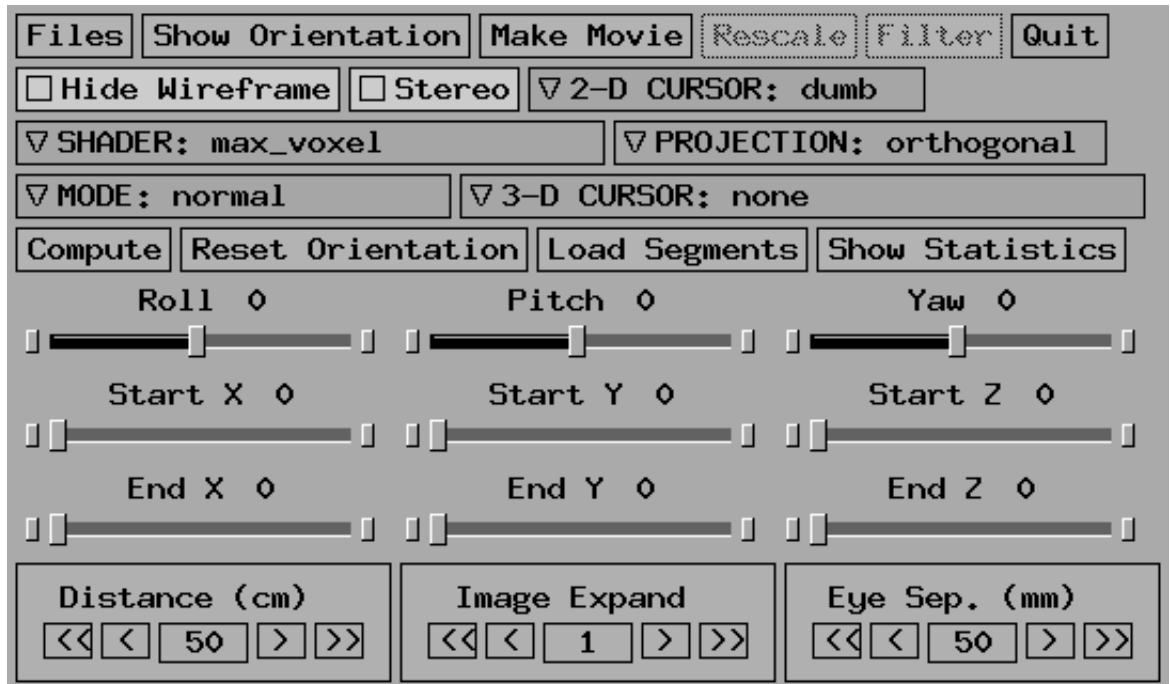 Files Show Orientation Make Movie Rescale Filter Quit
Hide Wireframe Stereo ▽ 2-D CURSOR: dumb
▽ SHADER: max_voxel ▽ PROJECTION: orthogonal
▽ MODE: normal ▽ 3-D CURSOR: none
Compute Reset Orientation Load Segments Show Statistics
Roll 0 Pitch 0 Yaw 0
Start X 0 Start Y 0 Start Z 0
End X 0 End Y 0 End Z 0
Distance (cm) Image Expand Eye Sep. (mm)
<< < 50 > >> << < 1 > >> << < 50 > >>